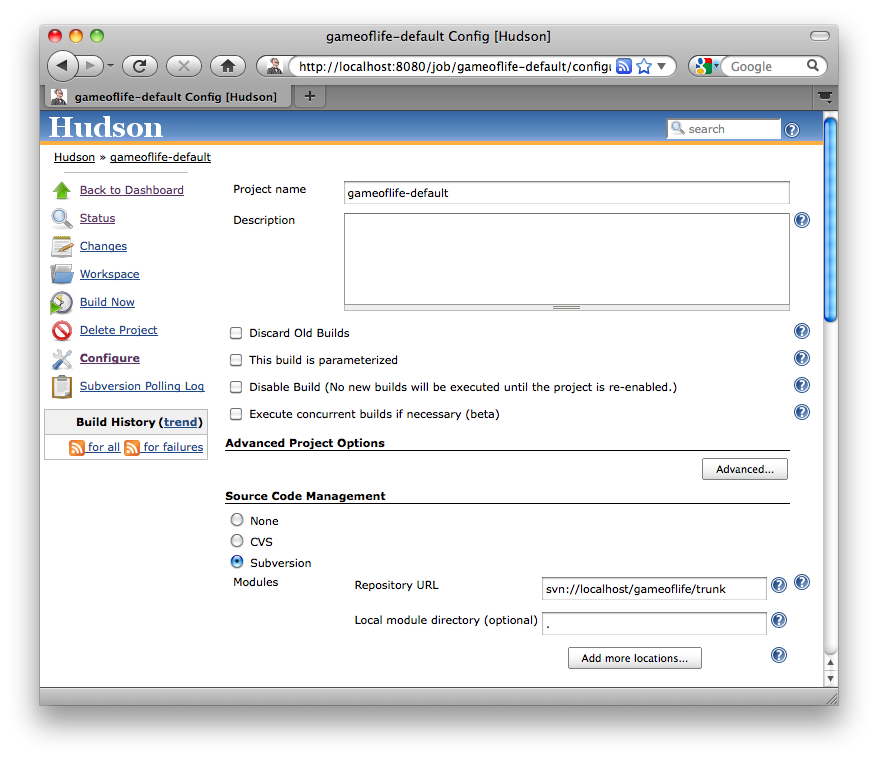 gameoflife-default Config [Hudson]
http://localhost:8080/job/gameoflife-default/configu
Google
gameoflife-default Config [Hudson]
Hudson
search
Hudson » gameoflife-default
Back to Dashboard
Status
Changes
Workspace
Build Now
Delete Project
Configure
Subversion Polling Log
Build History (trend)
for all for failures
Project name
gameoflife-default
Description
Discard Old Builds
This build is parameterized
Disable Build (No new builds will be executed until the project is re-enabled.)
Execute concurrent builds if necessary (beta)
Advanced Project Options
Advanced...
Source Code Management
None
CVS
Subversion
Modules
Repository URL
svn://localhost/gameoflife/trunk
Local module directory (optional)
.
Add more locations...